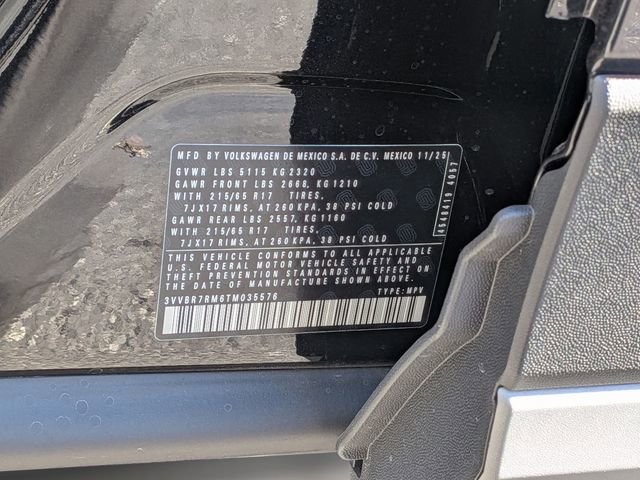 MFD BY VOLKSWAGEN DE MEXICO S.A. DE C.V. MEXICO 11/25
GVWR LBS 5115 KG 2320
GAWR FRONT LBS 2668, KG 1210
WITH 215/65 R17 TIRES.
7JX17 RIMS, AT 260 KPA, 38 PSI COLD
GAWR REAR LBS 2557, KG 1160
WITH 215/65 R17 TIRES.
7JX17 RIMS, AT 260 KPA, 38 PSI COLD
THIS VEHICLE CONFORMS TO ALL APPLICABLE
U.S. FEDERAL MOTOR VEHICLE SAFETY AND
THEFT PREVENTION STANDARDS IN EFFECT ON
THE DATE OF MANUFACTURE SHOWN ABOVE.
3VVBR7RM6TM035576 TYPE: MPV
4548419 4057